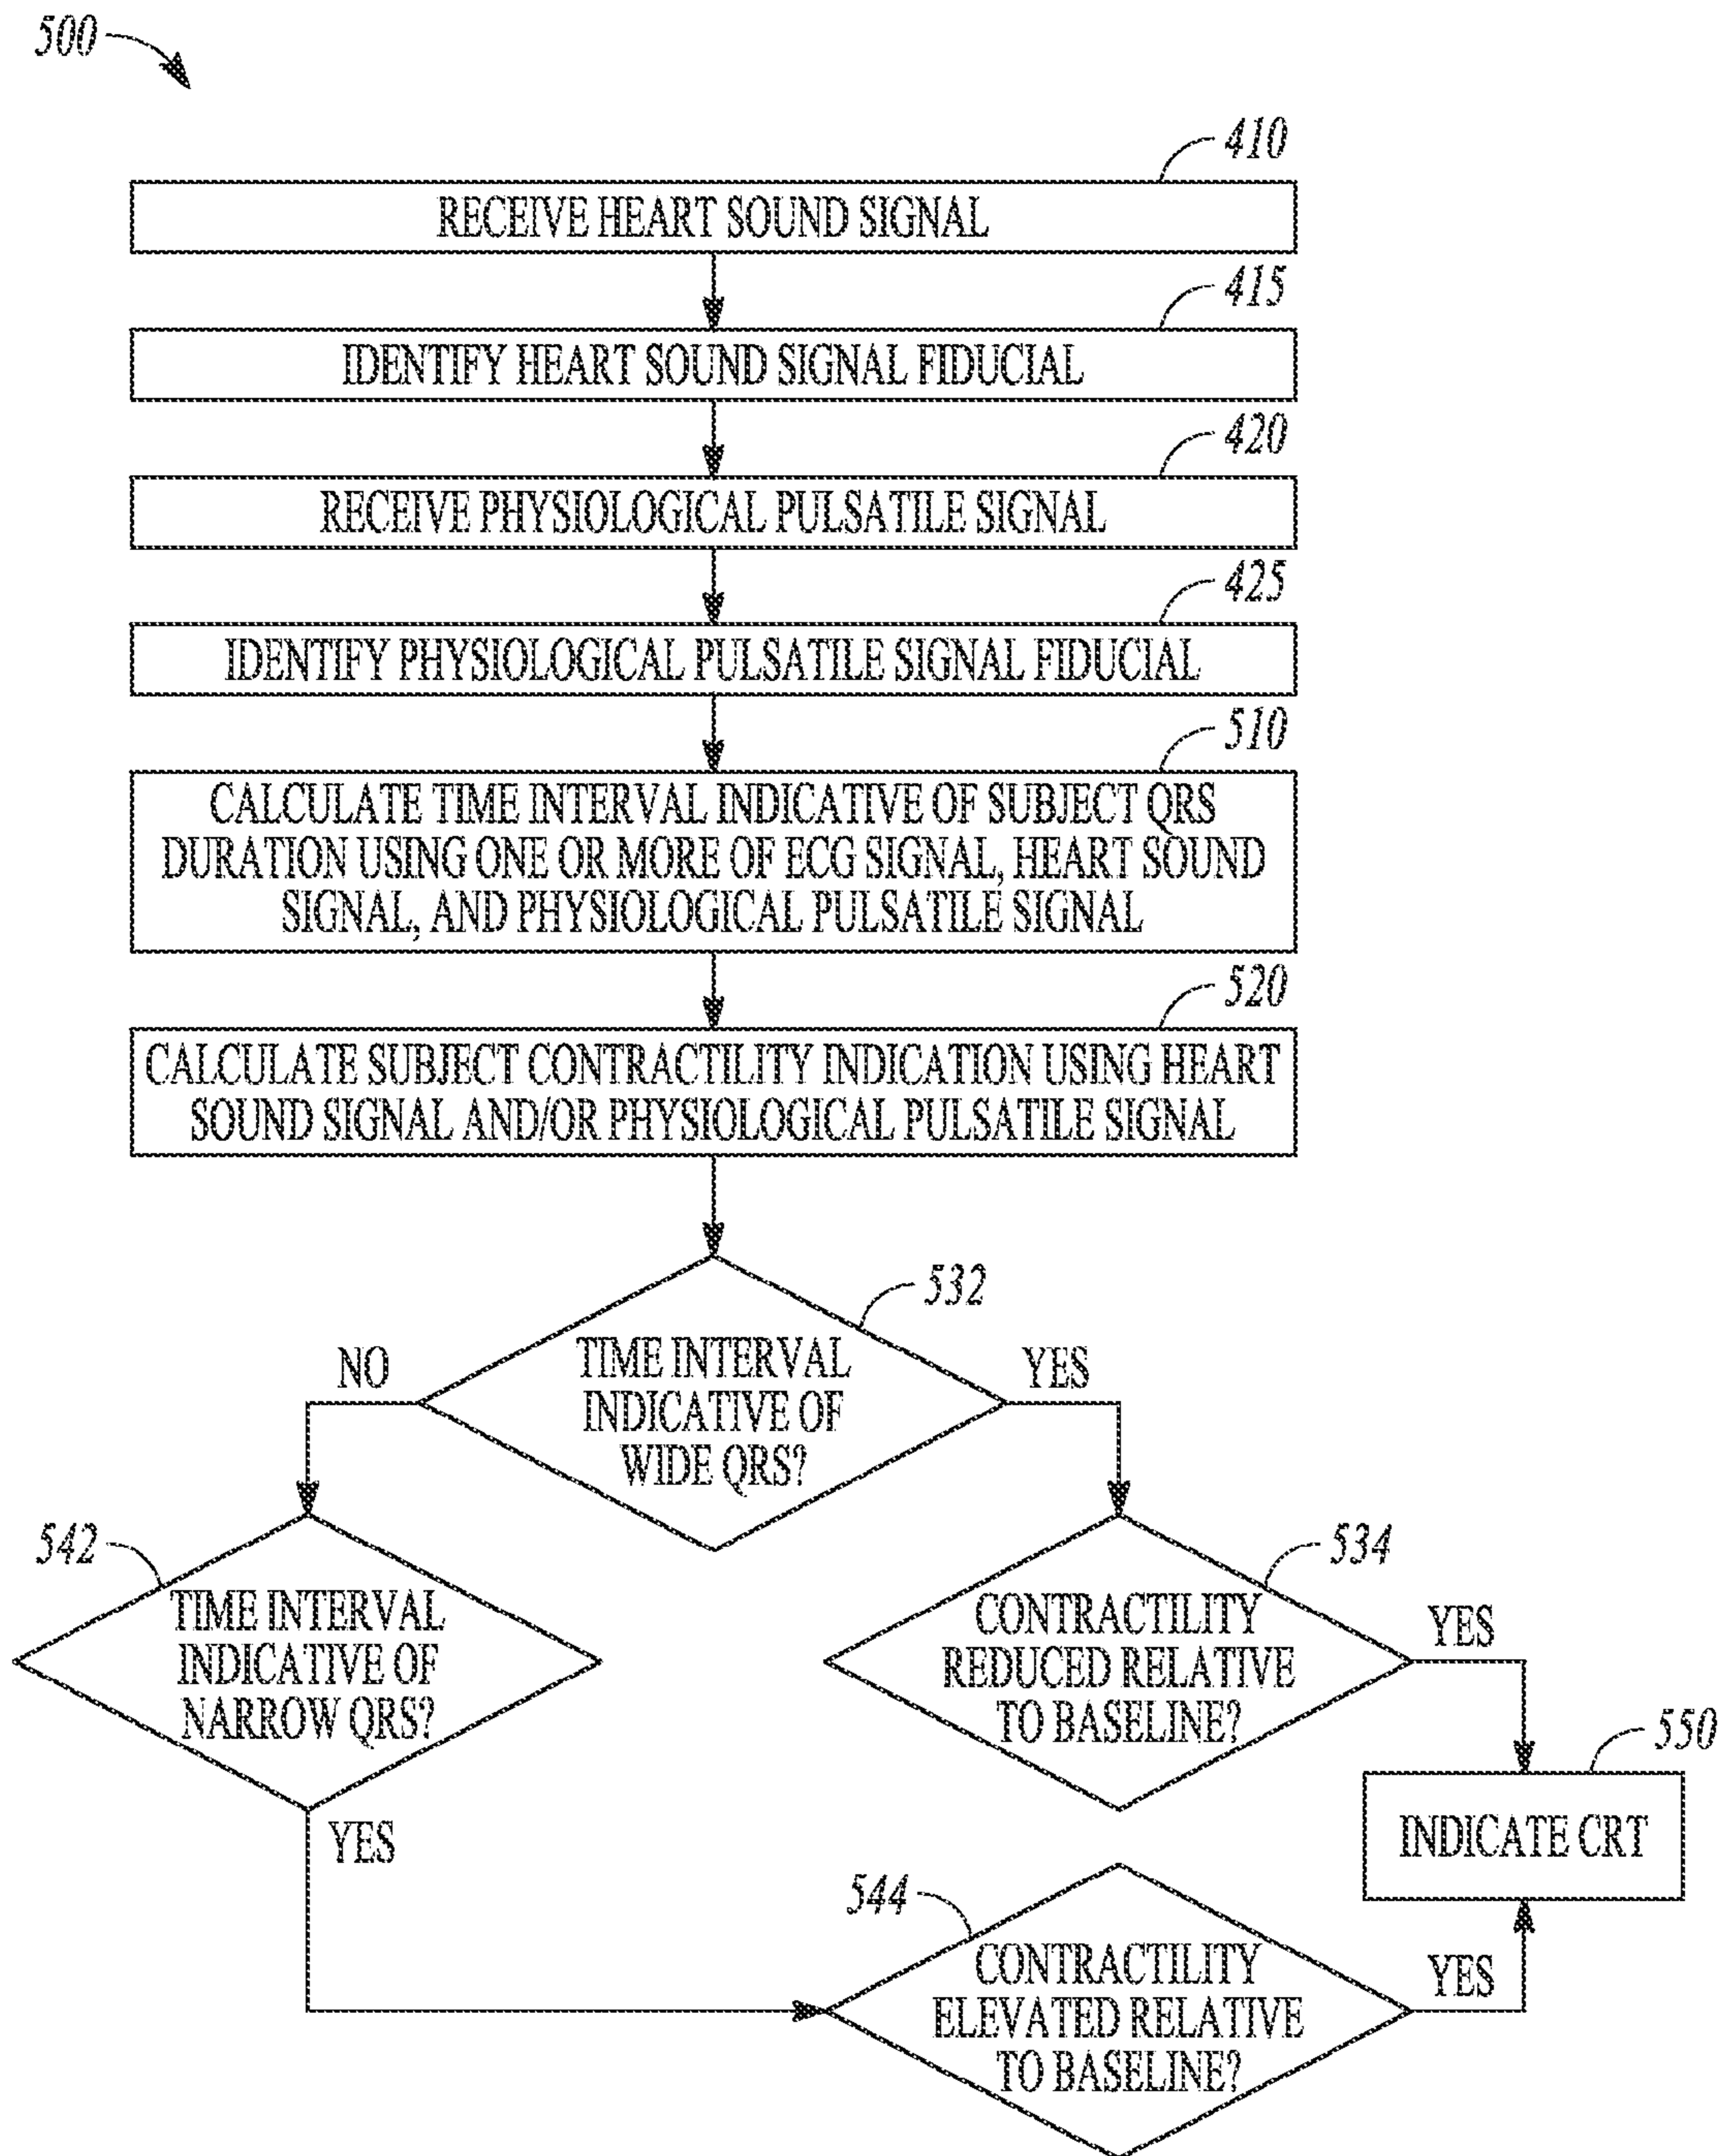 500
410
RECEIVE HEART SOUND SIGNAL
415
IDENTIFY HEART SOUND SIGNAL FIDUCIAL
420
RECEIVE PHYSIOLOGICAL PULSATILE SIGNAL
425
IDENTIFY PHYSIOLOGICAL PULSATILE SIGNAL FIDUCIAL
510
CALCULATE TIME INTERVAL INDICATIVE OF SUBJECT QRS
DURATION USING ONE OR MORE OF ECG SIGNAL, HEART SOUND
SIGNAL, AND PHYSIOLOGICAL PULSATILE SIGNAL
520
CALCULATE SUBJECT CONTRACTILITY INDICATION USING HEART
SOUND SIGNAL AND/OR PHYSIOLOGICAL PULSATILE SIGNAL
532
TIME INTERVAL
INDICATIVE OF
WIDE QRS?
NO
YES
542
TIME INTERVAL
INDICATIVE OF
NARROW QRS?
YES
534
CONTRACTILITY
REDUCED RELATIVE
TO BASELINE?
YES
550
INDICATE CRT
544
CONTRACTILITY
ELEVATED RELATIVE
TO BASELINE?
YES